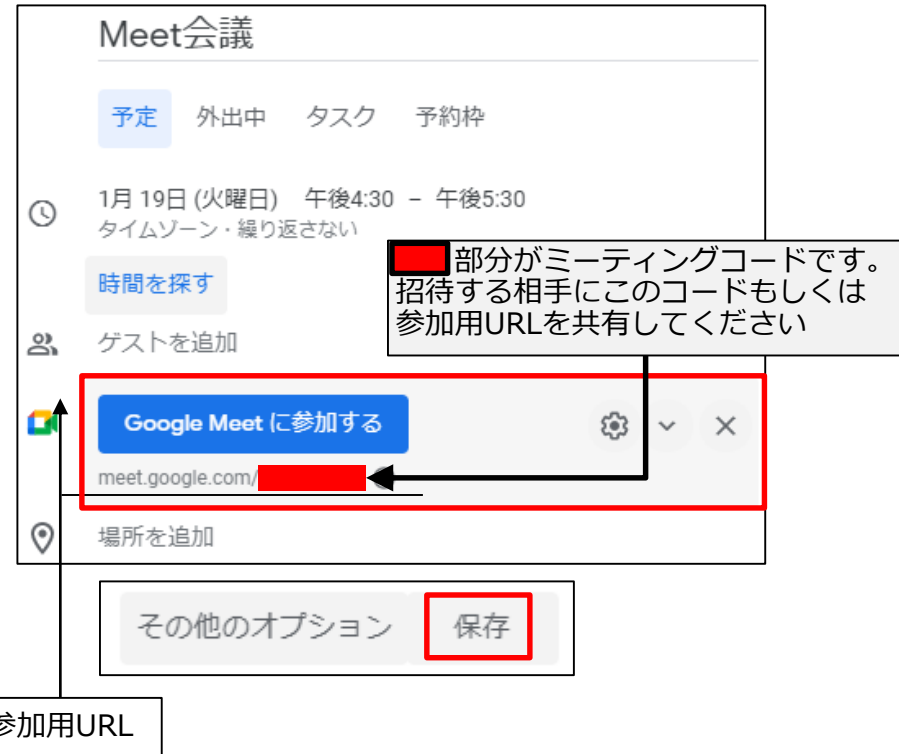 Meet会議
予定 外出中 タスク 予約枠
1月 19日 (火曜日) 午後4:30 – 午後5:30
タイムゾーン・繰り返さない
部分がミーティングコードです。
招待する相手にこのコードもしくは
参加用URLを共有してください
時間を探す
ゲストを追加
Google Meet に参加する
meet.google.com/
場所を追加
その他のオプション 保存
参加用URL